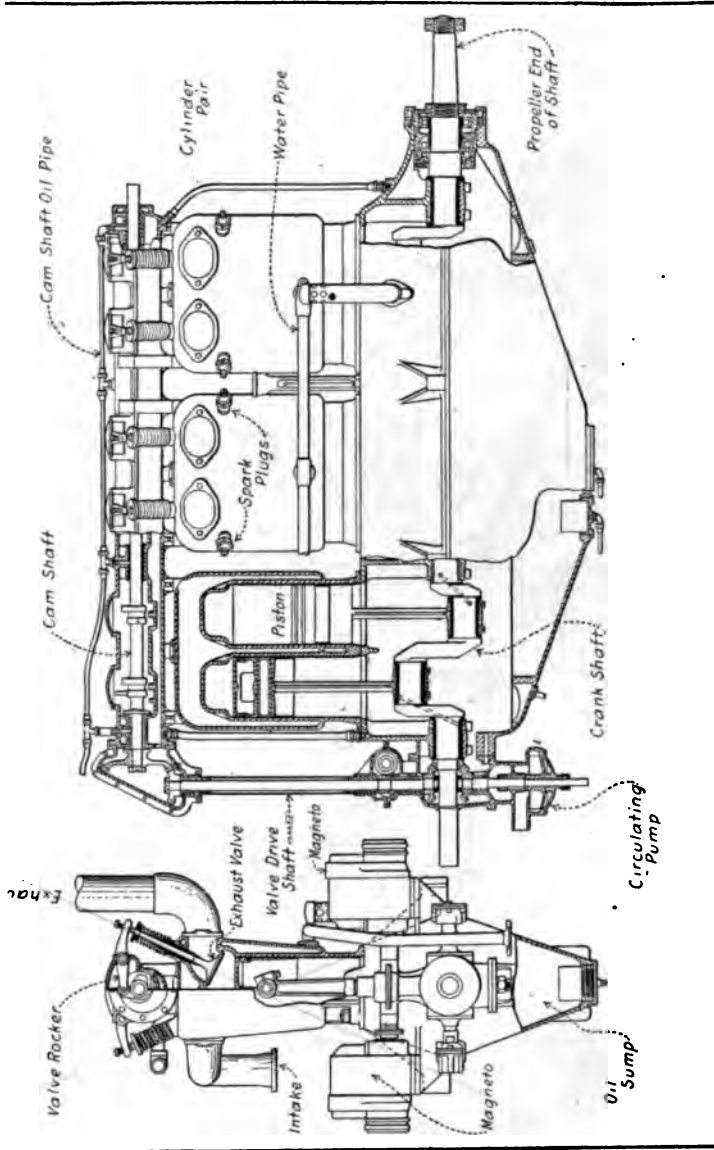 Cam Shaft Oil Pipe
Cylinder
Pair
Water Pipe
Propeller End
of Shaft
Cam Shaft
Spark
Plugs
Piston
Crank Shaft
Circulating
Pump
Valve Rocker
Exhaust Valve
Valve Drive
Shaft
Magneto
Intake
Magneto
Oil
Sump